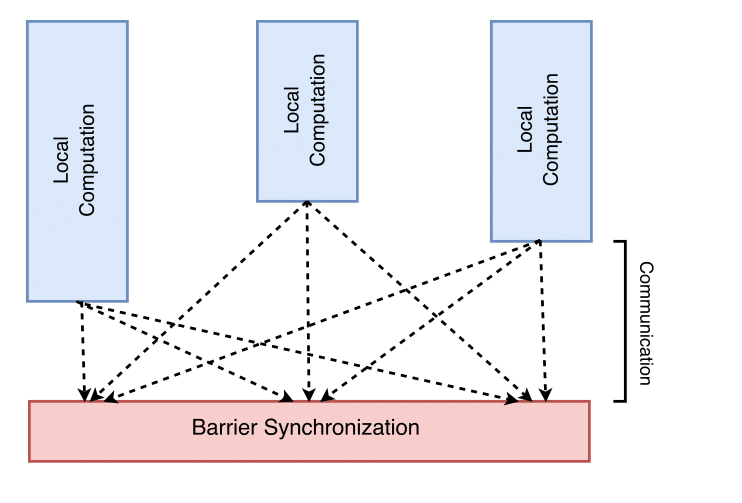 Local
Computation
Local
Computation
Local
Computation
Communication
Barrier Synchronization